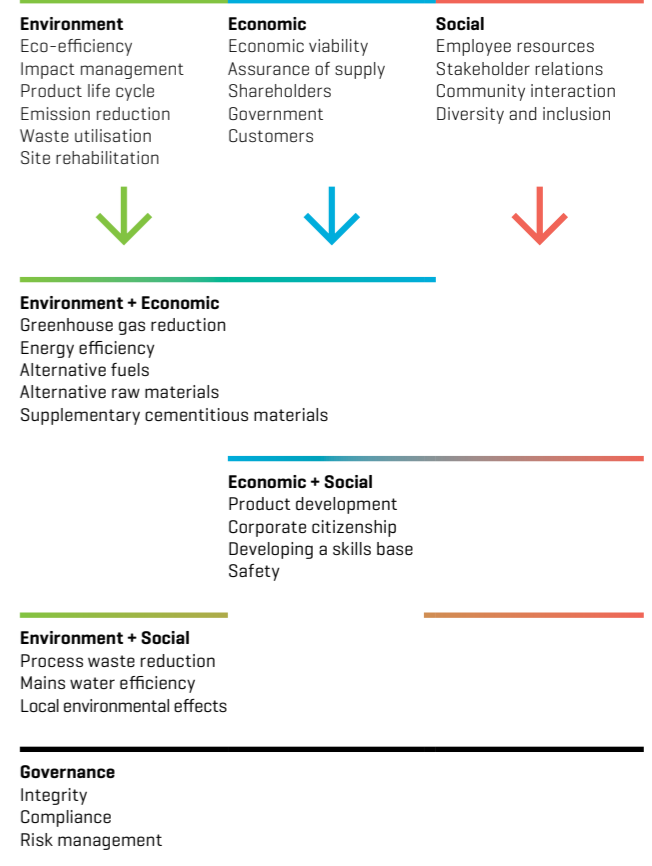 Environment
Eco-efficiency
Impact management
Product life cycle
Emission reduction
Waste utilisation
Site rehabilitation
Economic
Economic viability
Assurance of supply
Shareholders
Government
Customers
Social
Employee resources
Stakeholder relations
Community interaction
Diversity and inclusion
Environment + Economic
Greenhouse gas reduction
Energy efficiency
Alternative fuels
Alternative raw materials
Supplementary cementitious materials
Economic + Social
Product development
Corporate citizenship
Developing a skills base
Safety
Environment + Social
Process waste reduction
Mains water efficiency
Local environmental effects
Governance
Integrity
Compliance
Risk management